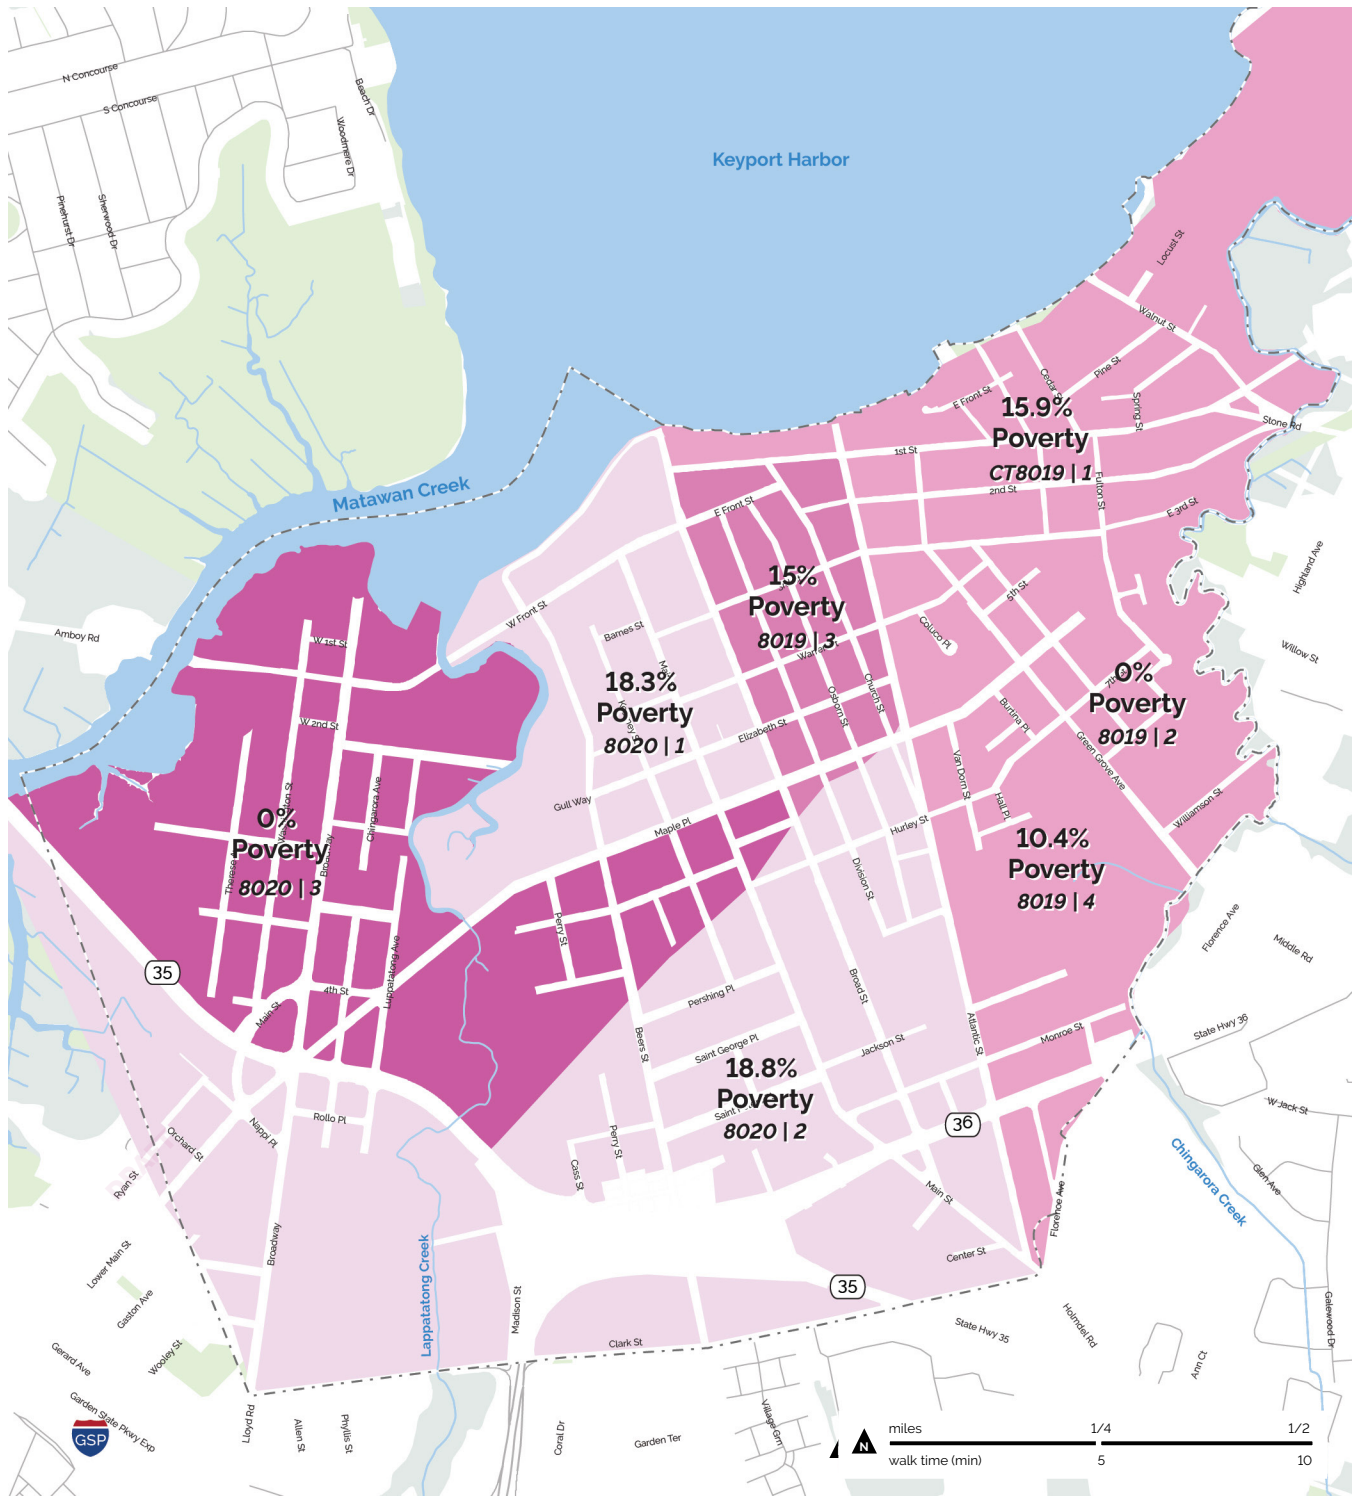 N Concourse
S Concourse
Beach Dr
Woodmere Dr
Pinehurst Dr
Sherwood Dr
Keyport Harbor
Locust St
Walnut St
Pine St
Cedar St
Spring St
E Front St
15.9%
Poverty
CT8019 | 1
Stone Rd
1st St
2nd St
Fulton St
E 3rd St
Matawan Creek
E Front St
15%
Poverty
8019 | 3
Highland Ave
5th St
W Front St
Barnes St
Coluco Pl
Amboy Rd
W 1st St
Willow St
18.3%
Poverty
8020 | 1
Osborn St
Church St
0%
Poverty
8019 | 2
W 2nd St
Elizabeth St
Burtina Pl
Green Grove Ave
Van Dorn St
Hall Pl
Williamson St
Gull Way
Maple Pl
Hurley St
0%
Poverty
8020 | 3
Chingarora Ave
Broadway
10.4%
Poverty
8019 | 4
Division St
Perry St
Florence Ave
Middle Rd
Luppatatong Ave
35
4th St
Main St
Pershing Pl
Broad St
Beers St
Atlantic St
State Hwy 36
Monroe St
Saint George Pl
Jackson St
18.8%
Poverty
8020 | 2
36
W Jack St
Rollo Pl
Nappi Pl
Orchard St
Ryan St
Perry St
Cass St
Main St
Glen Ave
Chingarora Creek
Florence Ave
Lower Main St
Broadway
Lappatatong Creek
Center St
Gaston Ave
Madison St
35
Holmdel Rd
Galewood Dr
State Hwy 35
Clark St
Gerard Ave
Wooley St
Ann Ct
Garden State Pkwy Exp
GSP
Lloyd Rd
Allen St
Phyllis St
Coral Dr
Garden Ter
Village Grn
N
miles 1/4 1/2
walk time (min) 5 10